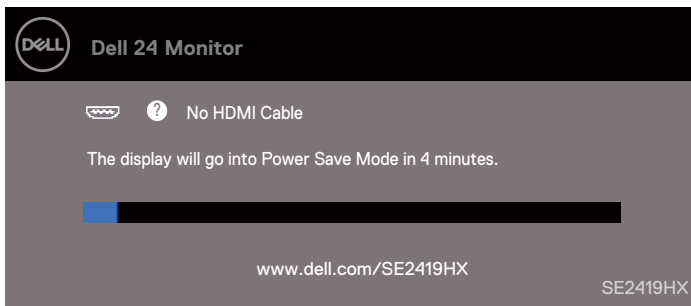 DELL
Dell 24 Monitor
? No HDMI Cable
The display will go into Power Save Mode in 4 minutes.
www.dell.com/SE2419HX
SE2419HX